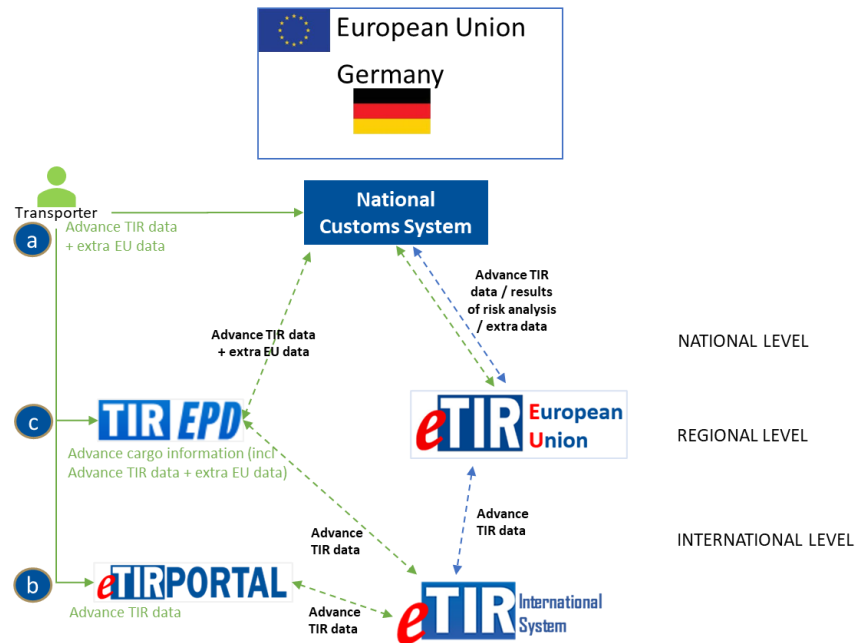 European Union
Germany
Transporter
National
Customs System
a
Advance TIR data
+ extra EU data
Advance TIR
data / results
of risk analysis
/ extra data
Advance TIR data
+ extra EU data
NATIONAL LEVEL
c
TIR EPD
eTIR European
Union
REGIONAL LEVEL
Advance cargo information (incl
Advance TIR data + extra EU data)
Advance
TIR data
Advance
TIR data
INTERNATIONAL LEVEL
b
eTIRPORTAL
eTIR International
System
Advance TIR data
Advance
TIR data